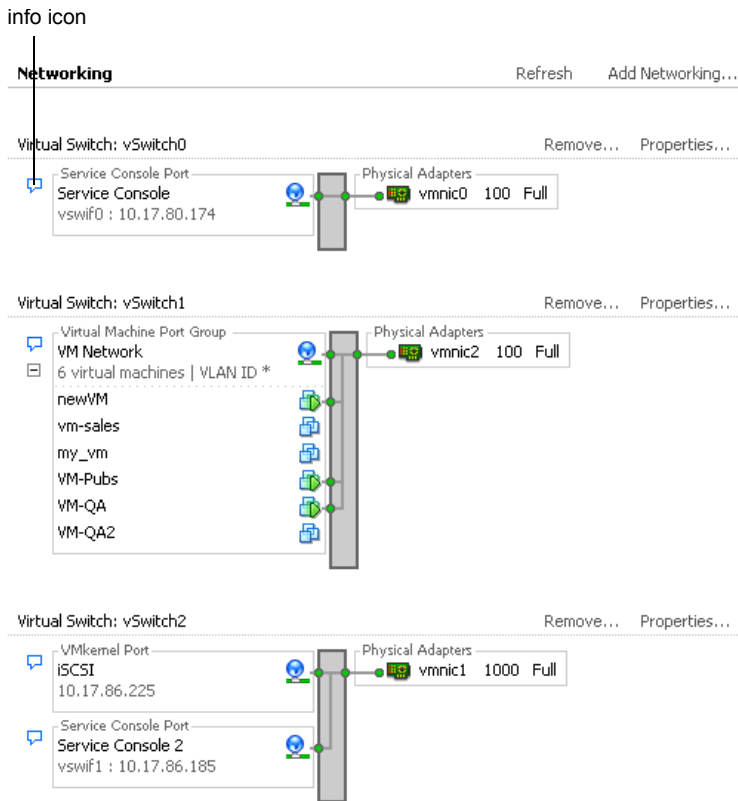 info icon
Networking Refresh Add Networking...
Virtual Switch: vSwitch0 Remove... Properties...
Service Console Port Physical Adapters
Service Console vmnic0 100 Full
vswif0 : 10.17.80.174
Virtual Switch: vSwitch1 Remove... Properties...
Virtual Machine Port Group Physical Adapters
VM Network vmnic2 100 Full
6 virtual machines | VLAN ID *
newVM
vm-sales
my_vm
VM-Pubs
VM-QA
VM-QA2
Virtual Switch: vSwitch2 Remove... Properties...
VMkernel Port Physical Adapters
iSCSI vmnic1 1000 Full
10.17.86.225
Service Console Port
Service Console 2
vswif1 : 10.17.86.185